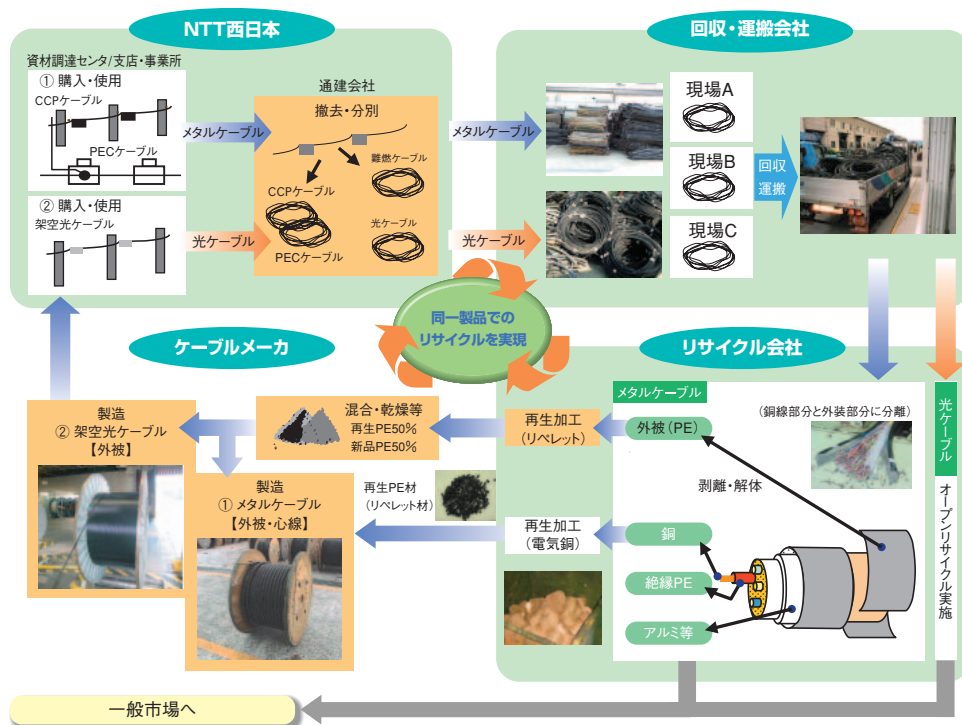 NTT西日本
資材調達センタ/支店・事業所
① 購入・使用
CCPケーブル
PECケーブル
② 購入・使用
架空光ケーブル
メタルケーブル
光ケーブル
通建会社
撤去・分別
難燃ケーブル
CCPケーブル
光ケーブル
PECケーブル
メタルケーブル
光ケーブル
回収・運搬会社
現場A
現場B
現場C
回収
運搬
同一製品での
リサイクルを実現
ケーブルメーカ
製造
② 架空光ケーブル
【外被】
混合・乾燥等
再生PE50%
新品PE50%
製造
① メタルケーブル
【外被・心線】
再生PE材
(リペレット材)
リサイクル会社
再生加工
(リペレット)
再生加工
(電気銅)
メタルケーブル
外被(PE)
(銅線部分と外装部分に分離)
剥離・解体
銅
絶縁PE
アルミ等
光ケーブル
オープンリサイクル実施
一般市場へ